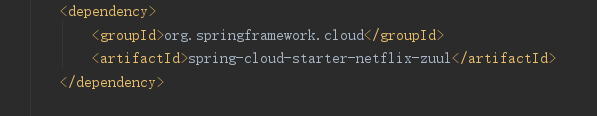 <dependency>
<groupId>org.springframework.cloud</groupId>
<artifactId>spring-cloud-starter-netflix-zuul</artifactId>
</dependency>